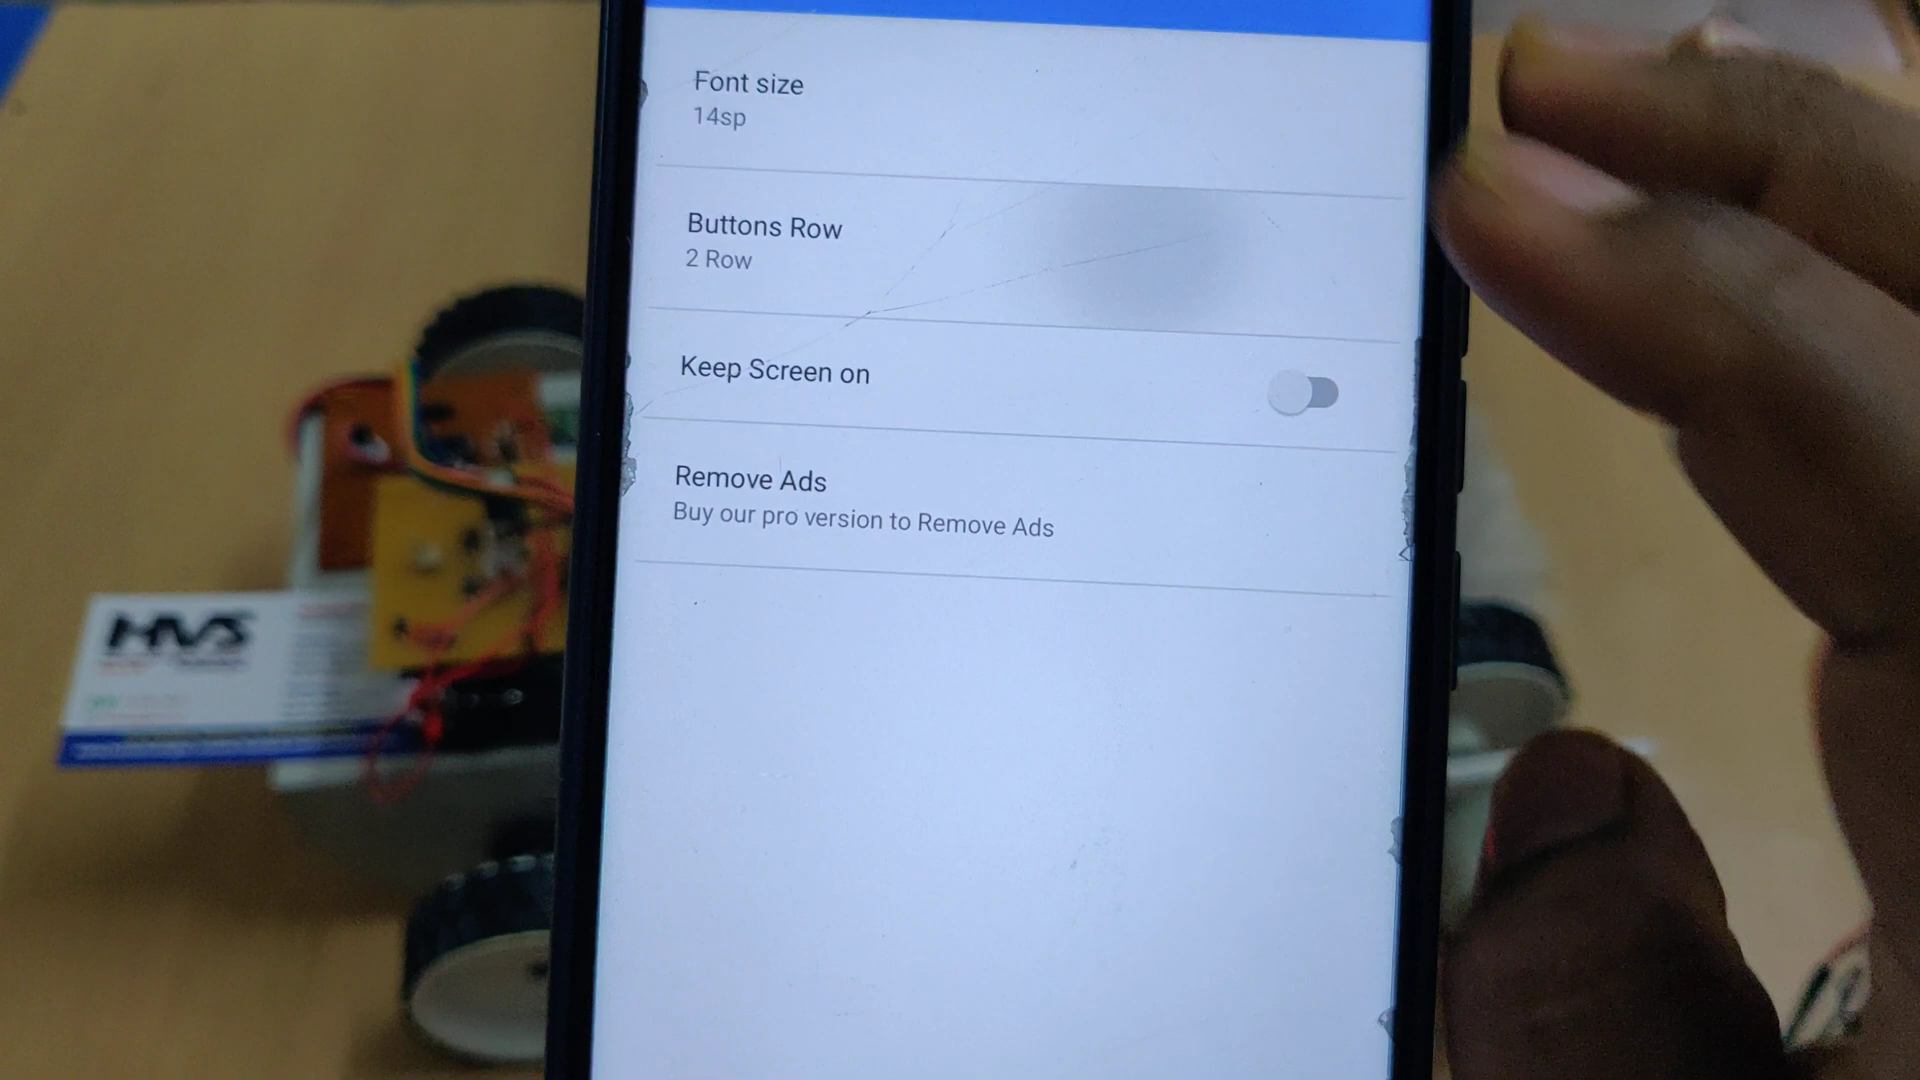 Font size
14sp
Buttons Row
2 Row
Keep Screen on
Remove Ads
Buy our pro version to Remove Ads
HVS